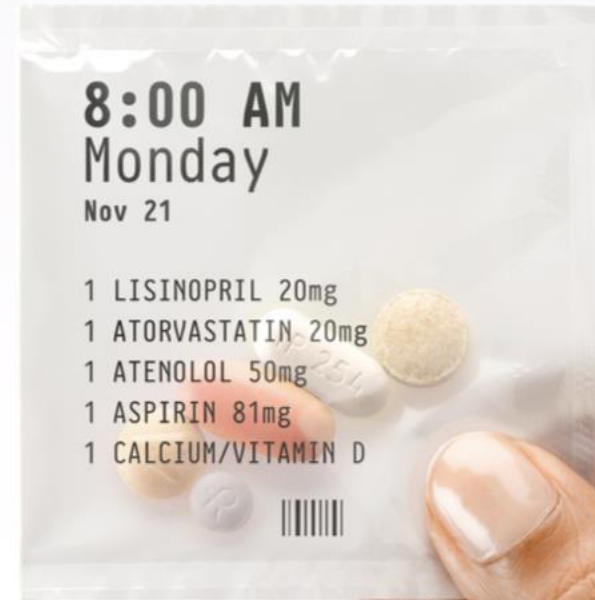 8:00 AM
Monday
Nov 21
1 LISINOPRIL 20mg
1 ATORVASTATIN 20mg
1 ATENOLOL 50mg
1 ASPIRIN 81mg
1 CALCIUM/VITAMIN D
254
R